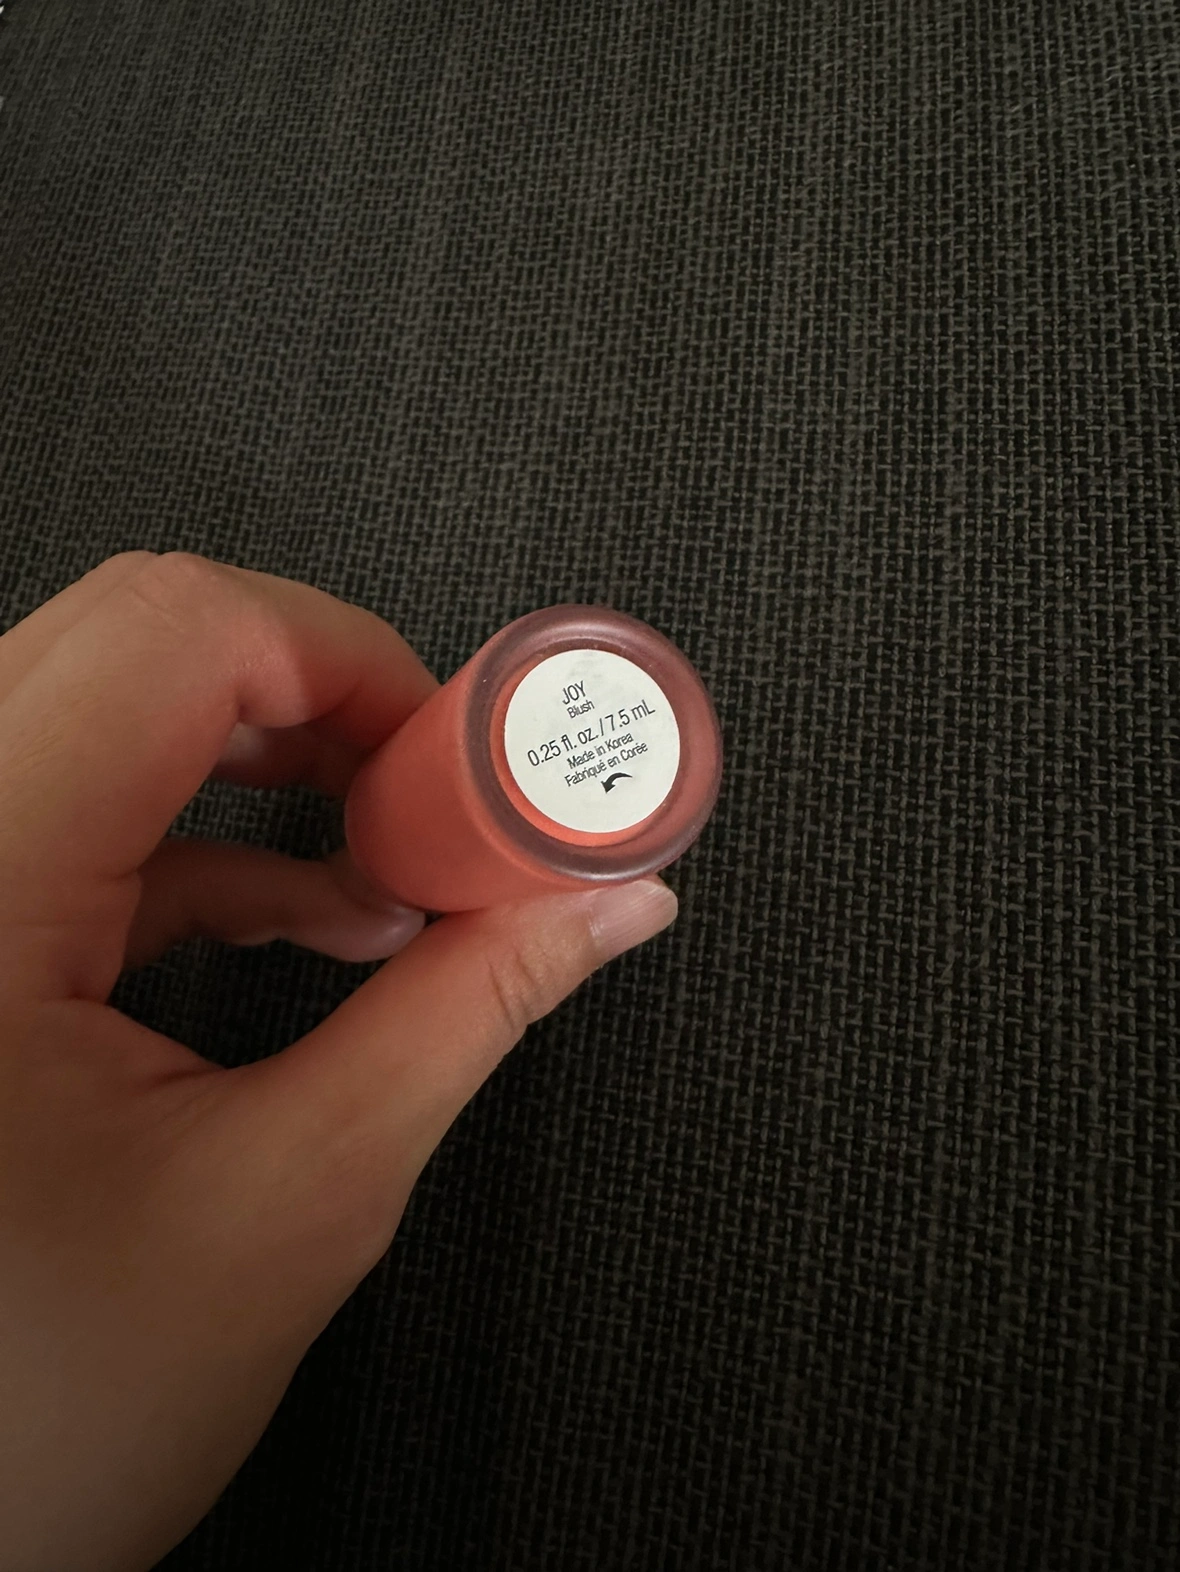 JOY
Blush
0.25 fl. oz. / 7.5 mL
Made in Korea
Fabriqué en Corée